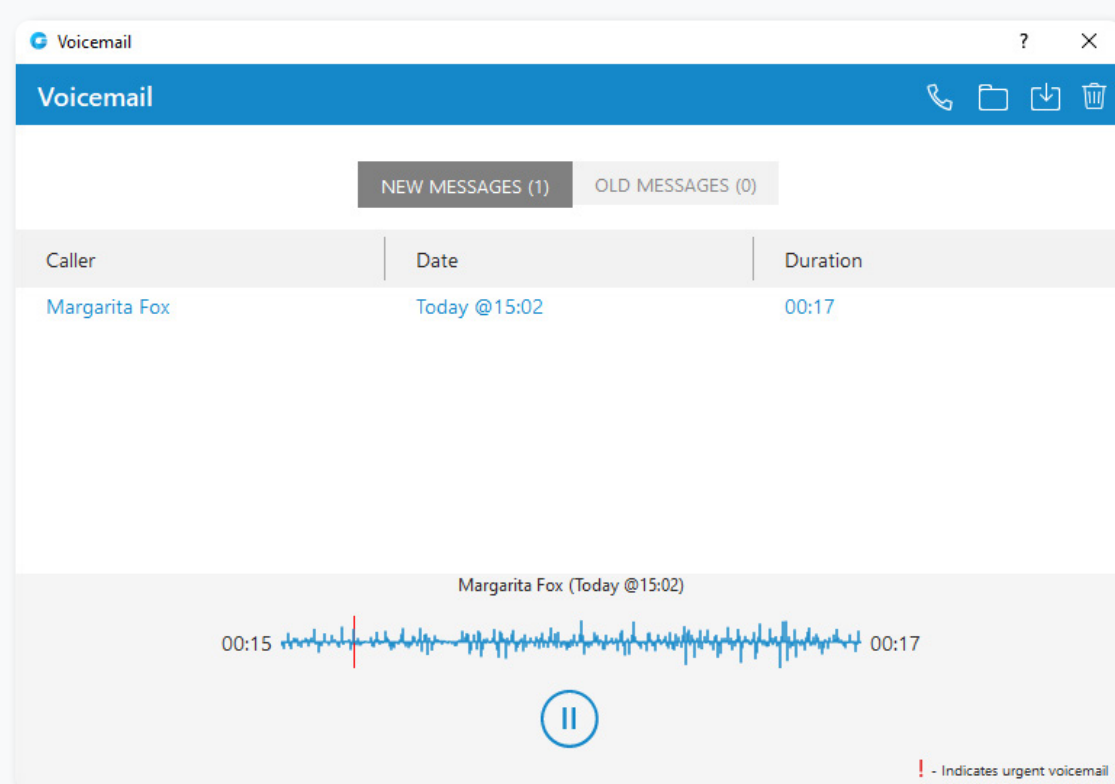 Voicemail ?
Voicemail
NEW MESSAGES (1) OLD MESSAGES (0)
Caller Date Duration
Margarita Fox Today @15:02 00:17
Margarita Fox (Today @15:02)
00:15 00:17
! - Indicates urgent voicemail